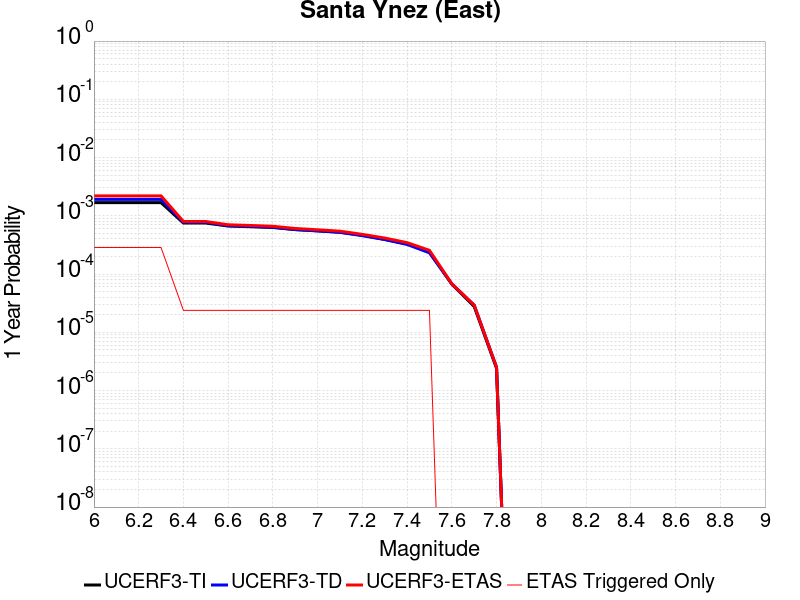 Santa Ynez (East)
10^0
10^-1
10^-2
10^-3
10^-4
10^-5
10^-6
10^-7
10^-8
1 Year Probability
6 6.2 6.4 6.6 6.8 7 7.2 7.4 7.6 7.8 8 8.2 8.4 8.6 8.8 9
Magnitude
UCERF3-TI UCERF3-TD UCERF3-ETAS ETAS Triggered Only